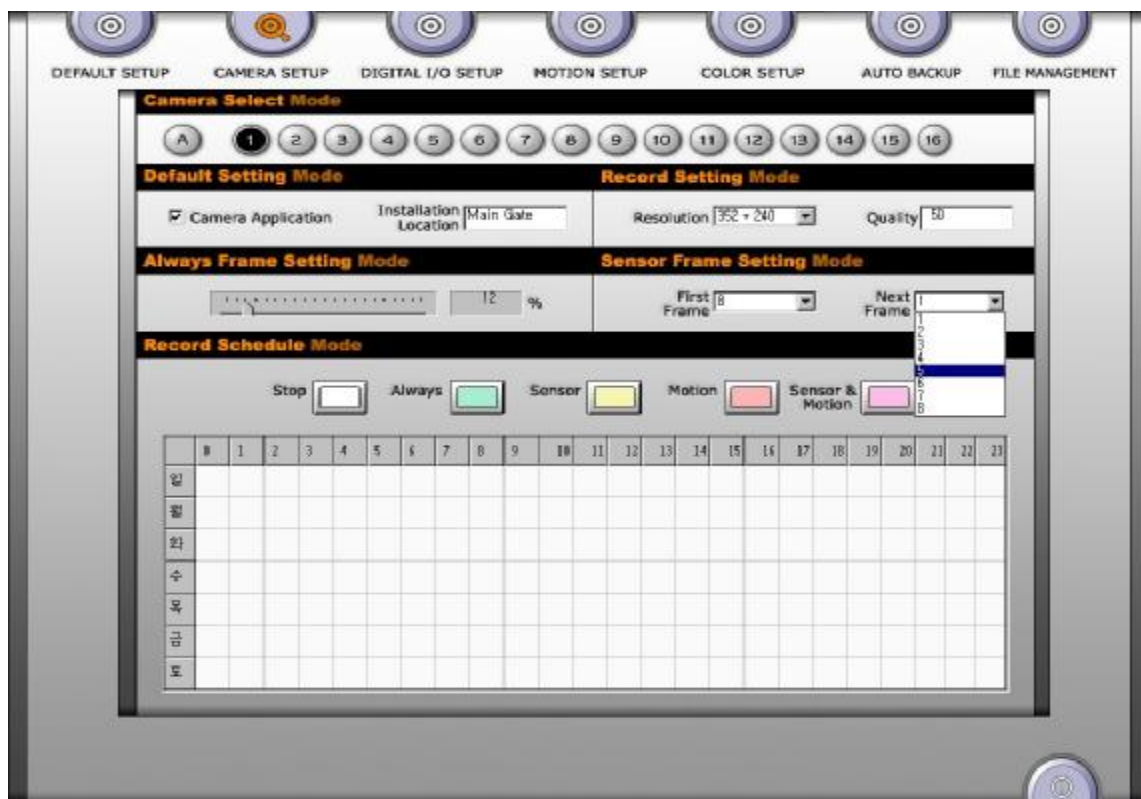 DEFAULT SETUP CAMERA SETUP DIGITAL I/O SETUP MOTION SETUP COLOR SETUP AUTO BACKUP FILE MANAGEMENT
Camera Select Mode
A 1 2 3 4 5 6 7 8 9 10 11 12 13 14 15 16
Default Setting Mode Record Setting Mode
Camera Application Installation Location Main Gate Resolution 352 * 240 Quality 50
Always Frame Setting Mode Sensor Frame Setting Mode
12 % First Frame 8 Next Frame 1
1
2
3
4
5
6
7
8
Record Schedule Mode
Stop Always Sensor Motion Sensor & Motion
0 1 2 3 4 5 6 7 8 9 10 11 12 13 14 15 16 17 18 19 20 21 22 23
일
월
화
수
목
금
토